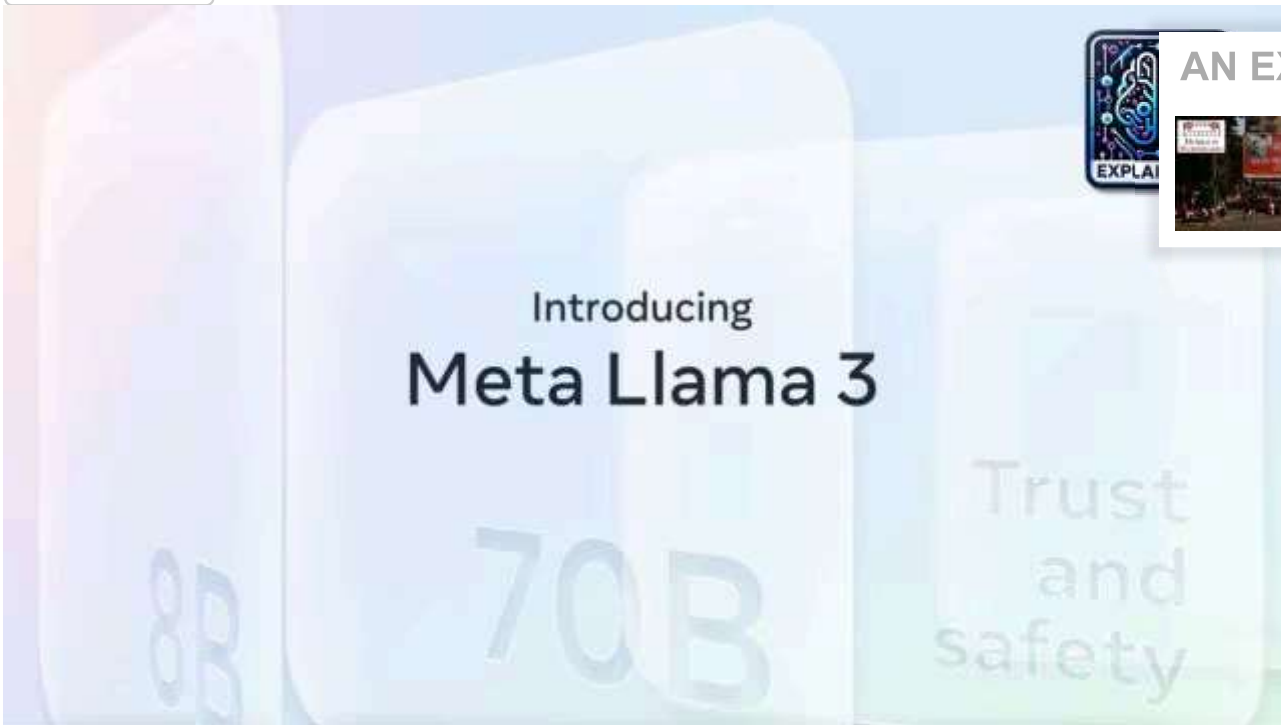 AN EX
EXPLAI
Introducing
Meta Llama 3
8B
70B
Trust
and
safety